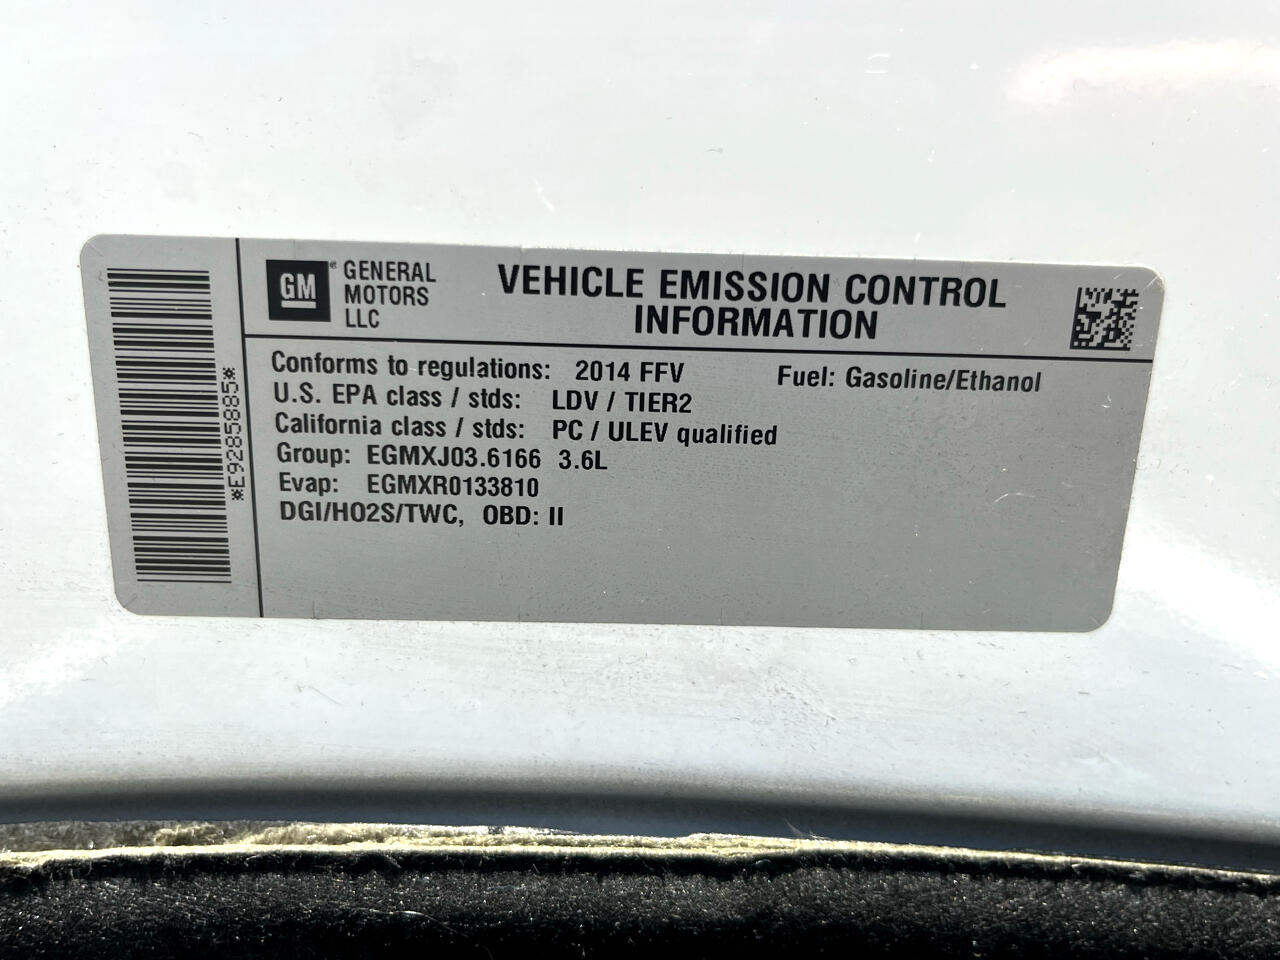 *E92858885*
GM
GENERAL
MOTORS
LLC
VEHICLE EMISSION CONTROL
INFORMATION
Conforms to regulations: 2014 FFV Fuel: Gasoline/Ethanol
U.S. EPA class / stds: LDV / TIER2
California class / stds: PC / ULEV qualified
Group: EGMXJ03.6166 3.6L
Evap: EGMXR0133810
DGI/HO2S/TWC, OBD: II